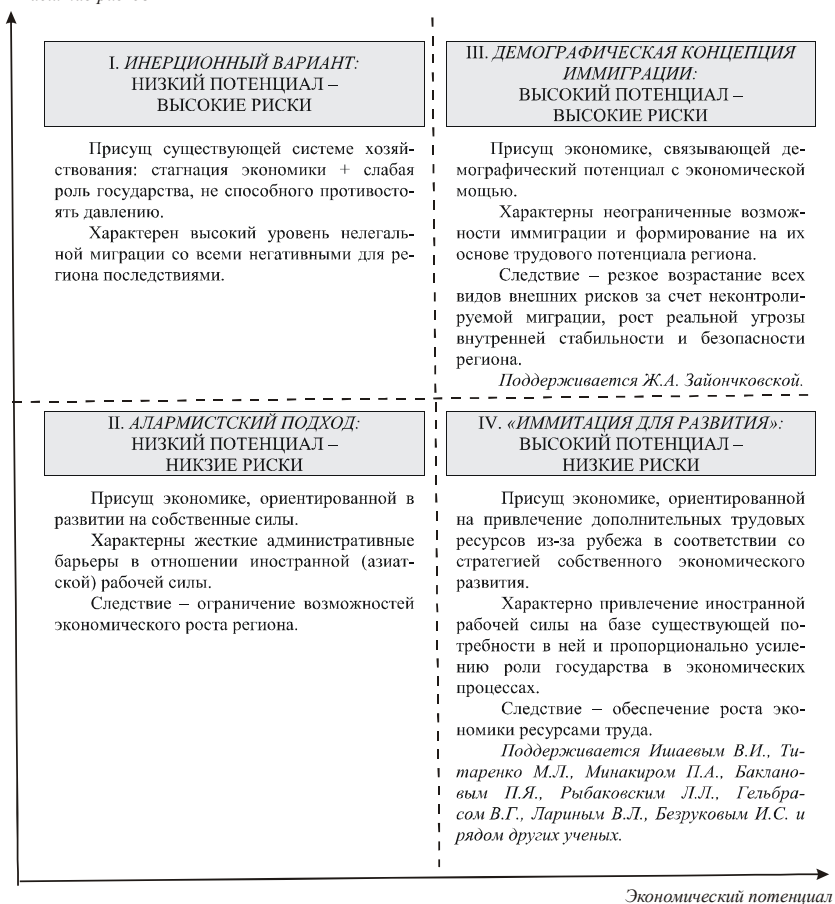 I. ИНЕРЦИОННЫЙ ВАРИАНТ:
НИЗКИЙ ПОТЕНЦИАЛ –
ВЫСОКИЕ РИСКИ
Присущ существующей системе хозяй-
ствования: стагнация экономики + слабая
роль государства, не способного противосто-
ять давлению.
Характерен высокий уровень нелегаль-
ной миграции со всеми негативными для ре-
гиона последствиями.
III. ДЕМОГРАФИЧЕСКАЯ КОНЦЕПЦИЯ
ИММИГРАЦИИ:
ВЫСОКИЙ ПОТЕНЦИАЛ –
ВЫСОКИЕ РИСКИ
Присущ экономике, связывающей де-
мографический потенциал с экономической
мощью.
Характерны неограниченные возмож-
ности иммиграции и формирование на их
основе трудового потенциала региона.
Следствие – резкое возрастание всех
видов внешних рисков за счет неконтроли-
руемой миграции, рост реальной угрозы
внутренней стабильности и безопасности
региона.
Поддерживается Ж.А. Зайончковской.
II. АЛАРМИСТСКИЙ ПОДХОД:
НИЗКИЙ ПОТЕНЦИАЛ –
НИКЗИЕ РИСКИ
Присущ экономике, ориентированной в
развитии на собственные силы.
Характерны жесткие административные
барьеры в отношении иностранной (азиат-
ской) рабочей силы.
Следствие – ограничение возможностей
экономического роста региона.
IV. «ИММИТАЦИЯ ДЛЯ РАЗВИТИЯ»:
ВЫСОКИЙ ПОТЕНЦИАЛ –
НИЗКИЕ РИСКИ
Присущ экономике, ориентированной
на привлечение дополнительных трудовых
ресурсов из-за рубежа в соответствии со
стратегией собственного экономического
развития.
Характерно привлечение иностранной
рабочей силы на базе существующей по-
требности в ней и пропорционально усиле-
нию роли государства в экономических
процессах.
Следствие – обеспечение роста эко-
номики ресурсами труда.
Поддерживается Ишаевым В.И., Ти-
таренко М.Л., Минакиром П.А., Баклано-
вым П.Я., Рыбаковским Л.Л., Гельбра-
сом В.Г., Лариным В.Л., Безруковым И.С. и
рядом других ученых.
Экономический потенциал